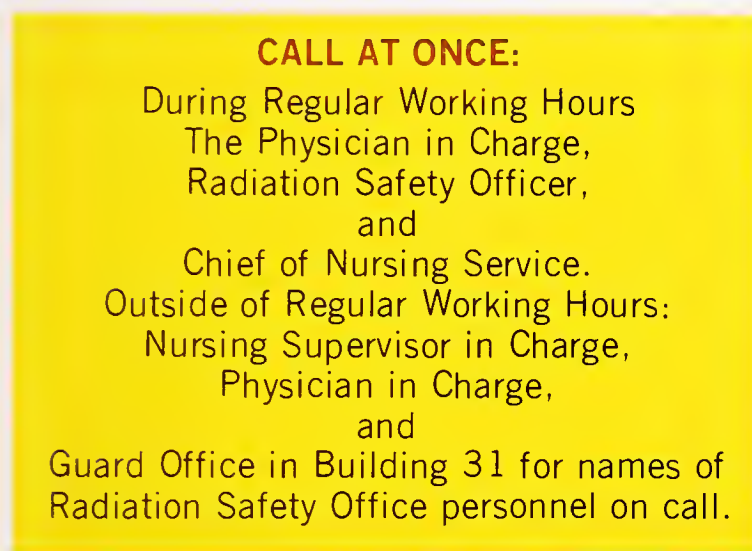 CALL AT ONCE:
During Regular Working Hours
The Physician in Charge,
Radiation Safety Officer,
and
Chief of Nursing Service.
Outside of Regular Working Hours:
Nursing Supervisor in Charge,
Physician in Charge,
and
Guard Office in Building 31 for names of
Radiation Safety Office personnel on call.